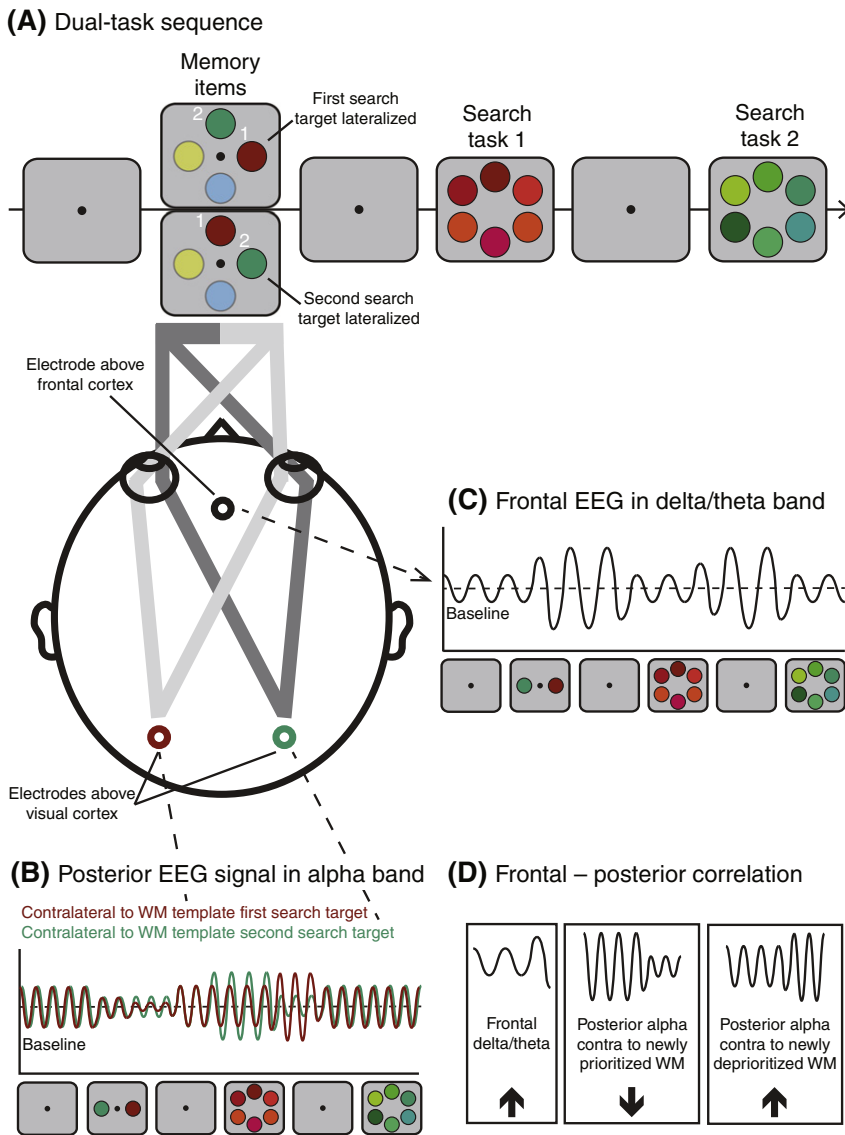 (A) Dual-task sequence
Memory
items
2
1
First search
target lateralized
Search
task 1
Search
task 2
1
2
Second search
target lateralized
Electrode above
frontal cortex
(C) Frontal EEG in delta/theta band
Baseline
Electrodes above
visual cortex
(B) Posterior EEG signal in alpha band
Contralateral to WM template first search target
Contralateral to WM template second search target
Baseline
(D) Frontal – posterior correlation
Frontal
delta/theta
Posterior alpha
contra to newly
prioritized WM
Posterior alpha
contra to newly
deprioritized WM